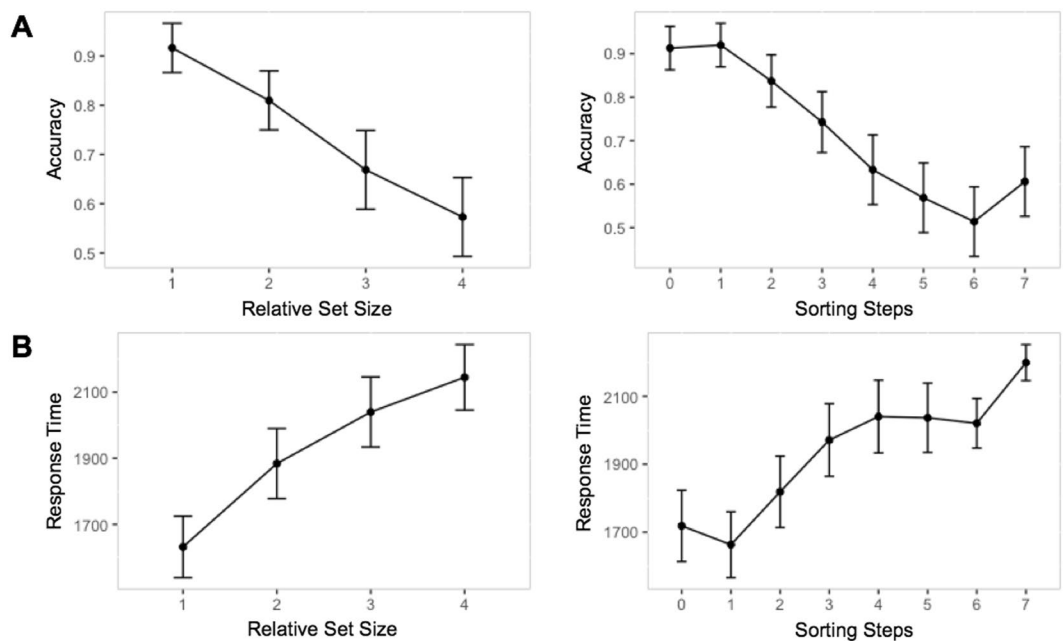 A
Accuracy
0.9
0.8
0.7
0.6
0.5
1 2 3 4
Relative Set Size
Accuracy
0.9
0.8
0.7
0.6
0.5
0 1 2 3 4 5 6 7
Sorting Steps
B
Response Time
2100
1900
1700
1 2 3 4
Relative Set Size
Response Time
2100
1900
1700
0 1 2 3 4 5 6 7
Sorting Steps